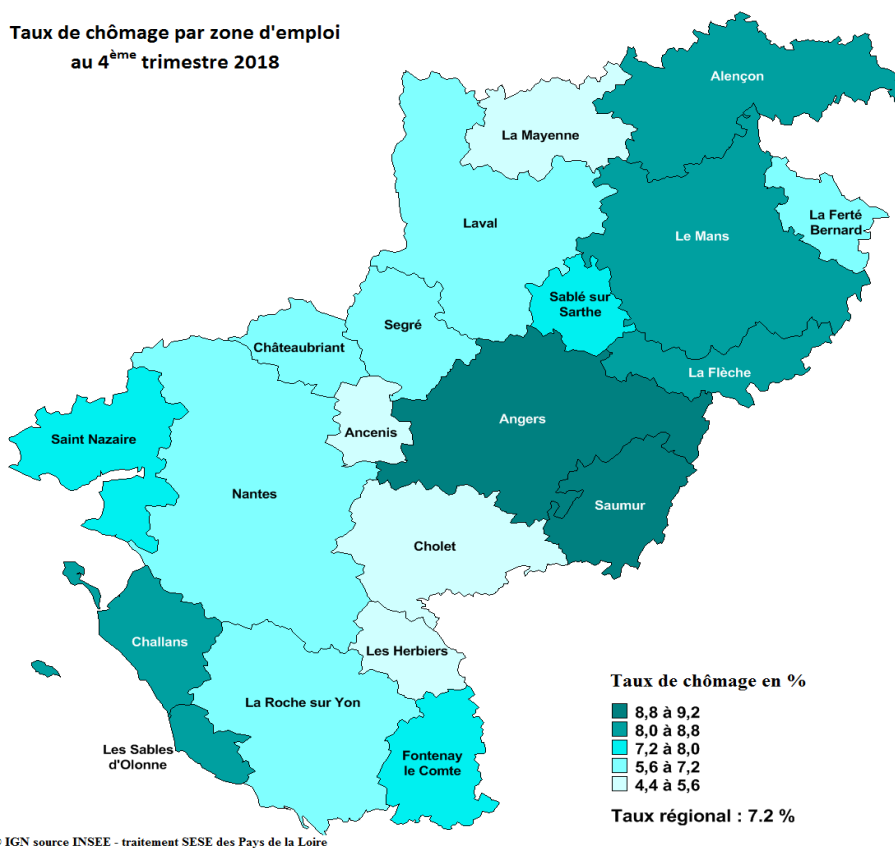 Taux de chômage par zone d'emploi
au 4ème trimestre 2018
Alençon
La Mayenne
La Ferté
Bernard
Laval
Le Mans
Sablé sur
Sarthe
Segré
Châteaubriant
La Flèche
Angers
Ancenis
Saint Nazaire
Nantes
Saumur
Cholet
Challans
Les Herbiers
La Roche sur Yon
Les Sables
d'Olonne
Fontenay
le Comte
Taux de chômage en %
8,8 à 9,2
8,0 à 8,8
7,2 à 8,0
5,6 à 7,2
4,4 à 5,6
Taux régional : 7.2 %
IGN source INSEE - traitement SESE des Pays de la Loire